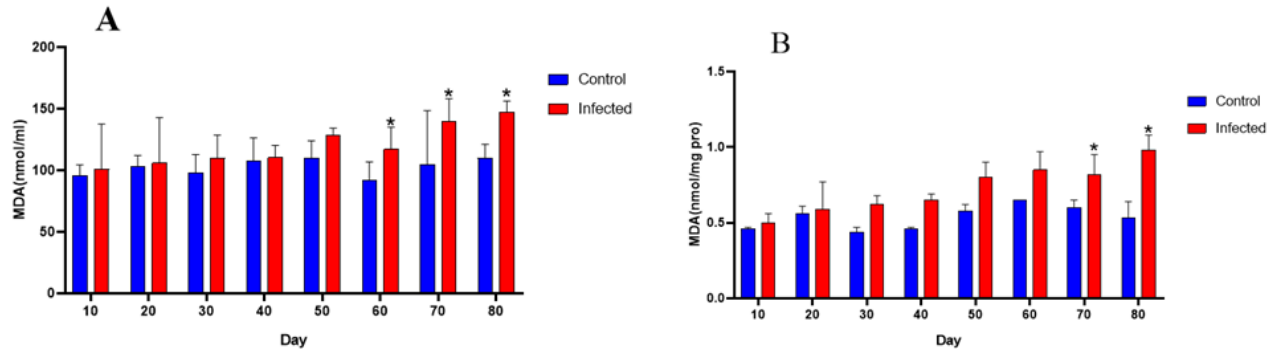 A
200
150
100
50
0
MDA(nmol/ml)
* * *
10 20 30 40 50 60 70 80
Day
Control
Infected
B
1.5
1.0
0.5
0.0
MDA(nmol/mg pro)
* *
10 20 30 40 50 60 70 80
Day
Control
Infected